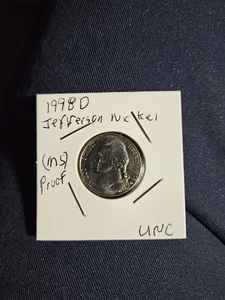 1998D
Jefferson Nickel
(MS)
Proof
UNC